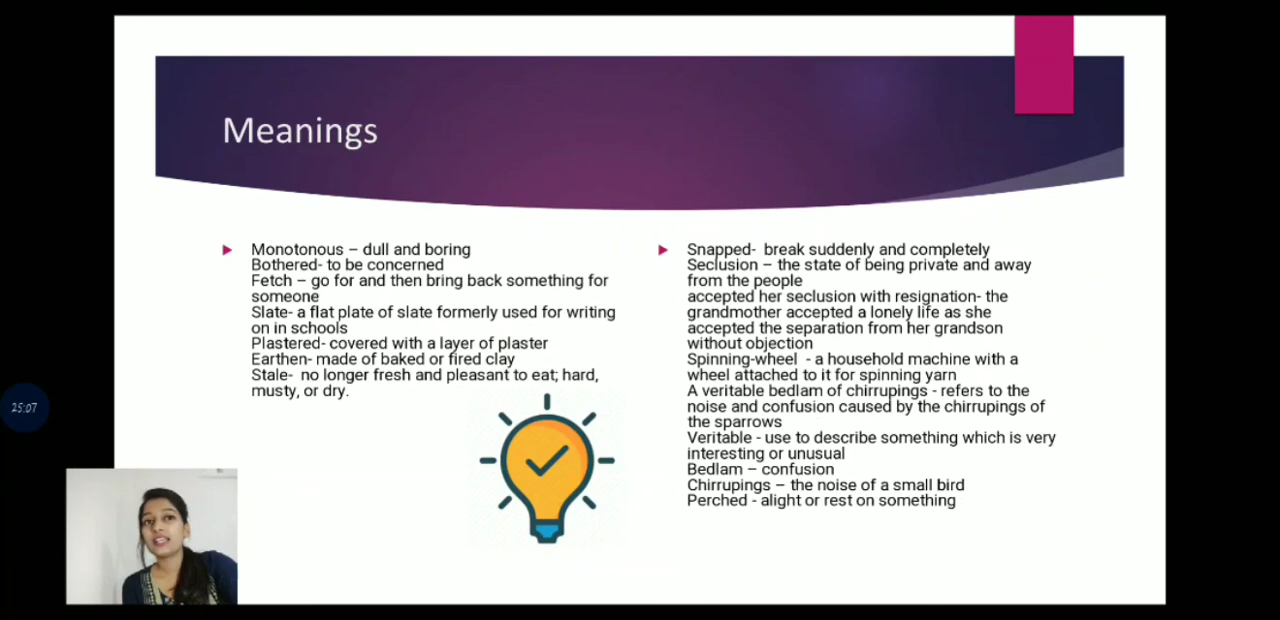 Meanings
Monotonous – dull and boring
Bothered- to be concerned
Fetch – go for and then bring back something for
someone
Slate- a flat plate of slate formerly used for writing
on in schools
Plastered- covered with a layer of plaster
Earthen- made of baked or fired clay
Stale- no longer fresh and pleasant to eat; hard,
musty, or dry.
Snapped- break suddenly and completely
Seclusion – the state of being private and away
from the people
accepted her seclusion with resignation- the
grandmother accepted a lonely life as she
accepted the separation from her grandson
without objection
Spinning-wheel - a household machine with a
wheel attached to it for spinning yarn
A veritable bedlam of chirrupings - refers to the
noise and confusion caused by the chirrupings of
the sparrows
Veritable - use to describe something which is very
interesting or unusual
Bedlam – confusion
Chirrupings – the noise of a small bird
Perched - alight or rest on something
25:07